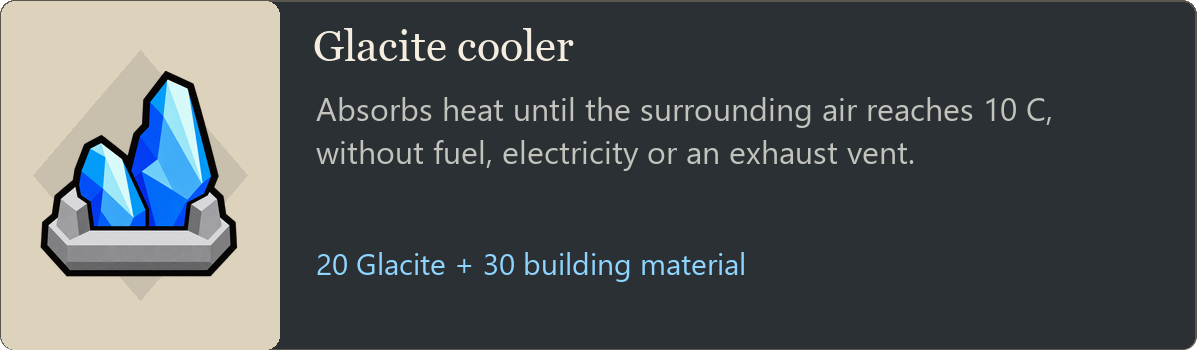 Glacite cooler
Absorbs heat until the surrounding air reaches 10 C,
without fuel, electricity or an exhaust vent.
20 Glacite + 30 building material